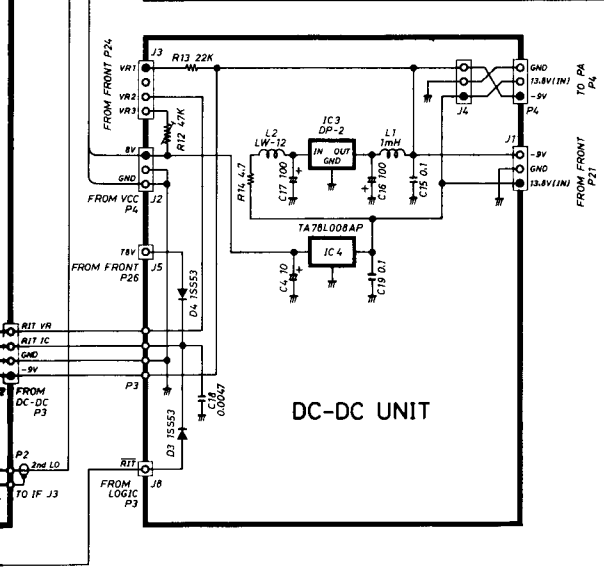 J3
R13 22K
VR1
VR2
VR3
R12 47K
FROM FRONT P24
8V
GND
J2
FROM VCC
P4
T8V
J5
FROM FRONT
P26
D4 1SS53
L2
LW-12
R14 4.7
C17 100
+
IC3
DP-2
IN OUT
GND
C16 100
+
L1
1mH
C15 0.1
TA78L008AP
IC4
C4 10
+
C19 0.1
J4
GND
13.8V(IN)
-9V
P4
TO PA
P4
J1
-9V
GND
13.8V(IN)
FROM FRONT
P21
RIT VR
RIT IC
GND
-9V
FROM
DC-DC
P3
P3
C18
0.0047
D3 1SS53
DC-DC UNIT
P2
2nd LO
TO IF J3
RIT
J8
FROM
LOGIC
P3